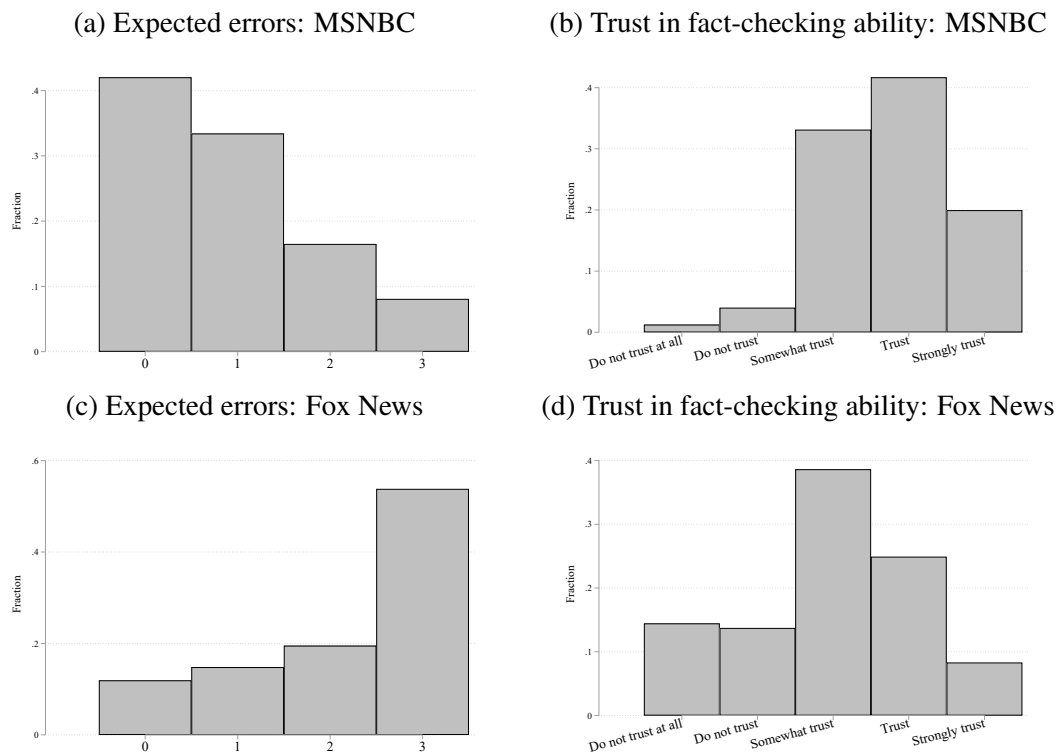 (a) Expected errors: MSNBC
(b) Trust in fact-checking ability: MSNBC
.4
.3
.2
.1
0
Fraction
0 1 2 3
.4
.3
.2
.1
0
Fraction
Do not trust at all Do not trust Somewhat trust Trust Strongly trust
(c) Expected errors: Fox News
(d) Trust in fact-checking ability: Fox News
.6
.4
.2
0
Fraction
0 1 2 3
.4
.3
.2
.1
0
Fraction
Do not trust at all Do not trust Somewhat trust Trust Strongly trust